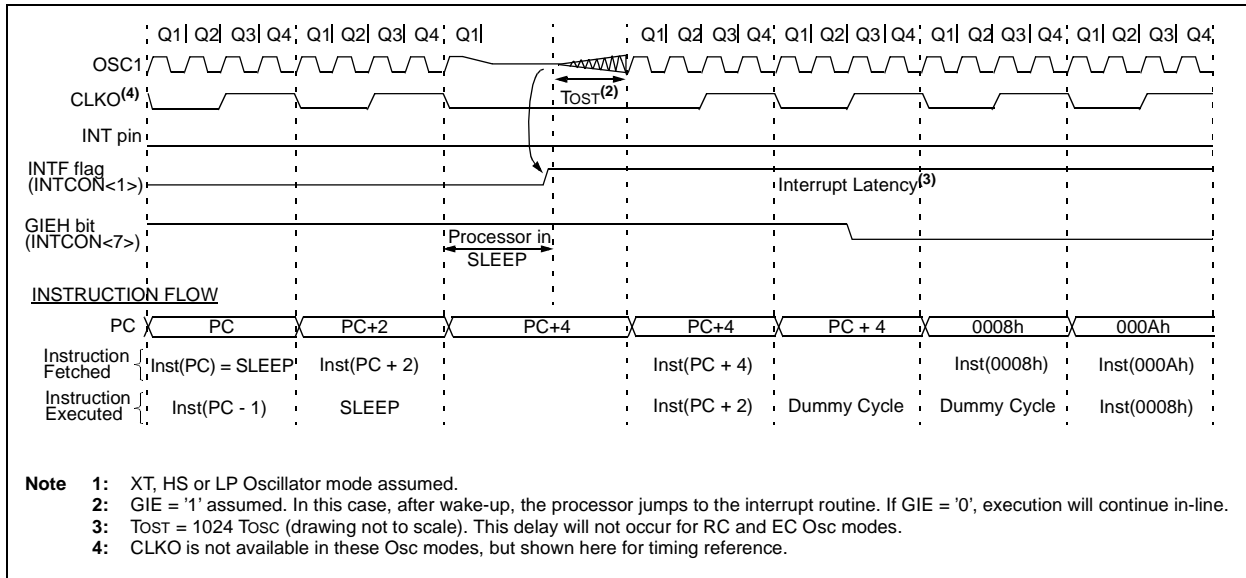 Q1 Q2 Q3 Q4 Q1 Q2 Q3 Q4 Q1 Q1 Q2 Q3 Q4 Q1 Q2 Q3 Q4 Q1 Q2 Q3 Q4 Q1 Q2 Q3 Q4
OSC1
CLKO(4) TOST(2)
INT pin
INTF flag
(INTCON<1>) Interrupt Latency(3)
GIEH bit
(INTCON<7>) Processor in
SLEEP
INSTRUCTION FLOW
PC PC PC+2 PC+4 PC+4 PC + 4 0008h 000Ah
Instruction
Fetched Inst(PC) = SLEEP Inst(PC + 2) Inst(PC + 4) Inst(0008h) Inst(000Ah)
Instruction
Executed Inst(PC - 1) SLEEP Inst(PC + 2) Dummy Cycle Dummy Cycle Inst(0008h)
Note 1: XT, HS or LP Oscillator mode assumed.
2: GIE = '1' assumed. In this case, after wake-up, the processor jumps to the interrupt routine. If GIE = '0', execution will continue in-line.
3: TOST = 1024 TOSC (drawing not to scale). This delay will not occur for RC and EC Osc modes.
4: CLKO is not available in these Osc modes, but shown here for timing reference.